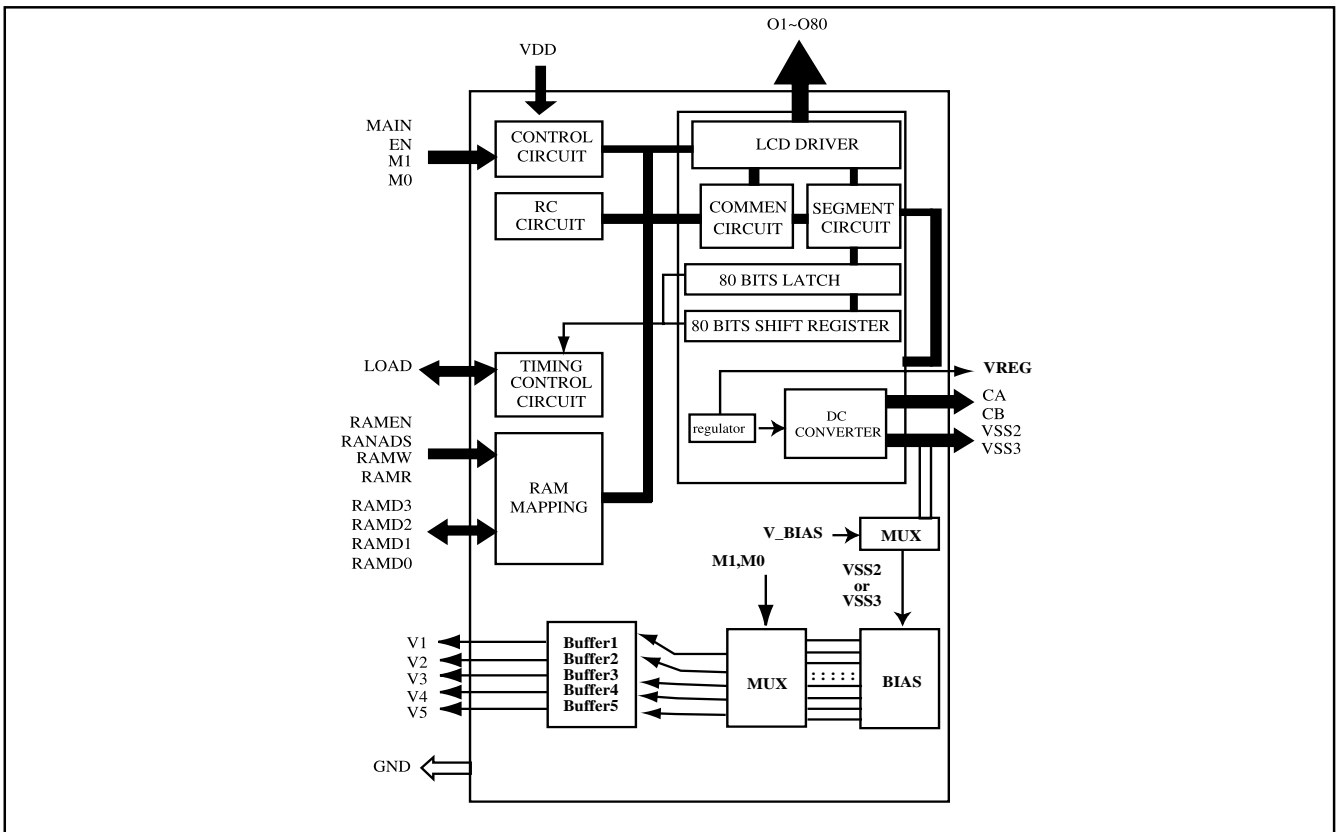 O1~O80
VDD
MAIN
EN
M1
M0
CONTROL
CIRCUIT
LCD DRIVER
RC
CIRCUIT
COMMEN
CIRCUIT
SEGMENT
CIRCUIT
80 BITS LATCH
80 BITS SHIFT REGISTER
LOAD
TIMING
CONTROL
CIRCUIT
VREG
CA
CB
VSS2
VSS3
regulator
DC
CONVERTER
RAMEN
RANADS
RAMW
RAMR
RAMD3
RAMD2
RAMD1
RAMD0
RAM
MAPPING
V_BIAS
MUX
M1,M0
VSS2
or
VSS3
V1
V2
V3
V4
V5
Buffer1
Buffer2
Buffer3
Buffer4
Buffer5
MUX
: : : : :
BIAS
GND